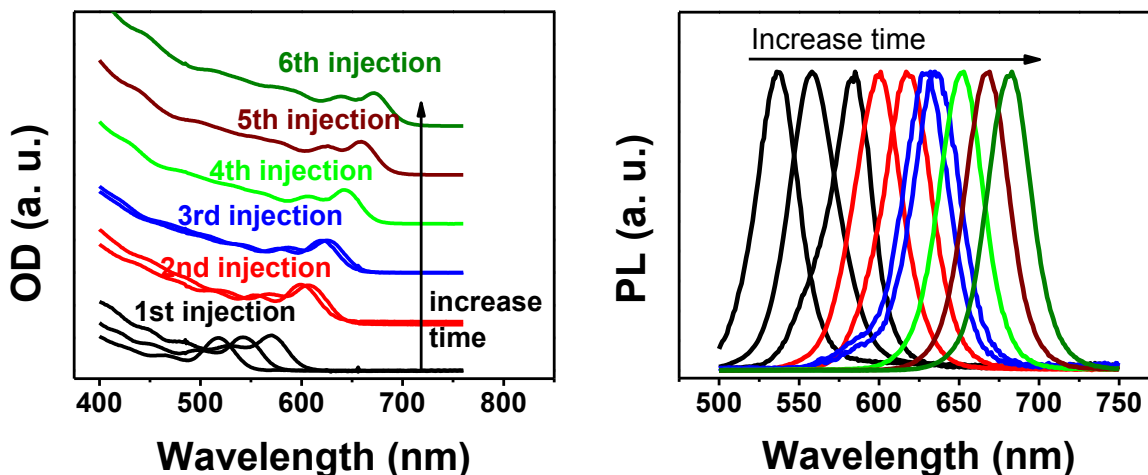 OD (a. u.)
6th injection
5th injection
4th injection
3rd injection
2nd injection
1st injection
increase
time
400 500 600 700 800
Wavelength (nm)
PL (a. u.)
Increase time
500 550 600 650 700 750
Wavelength (nm)